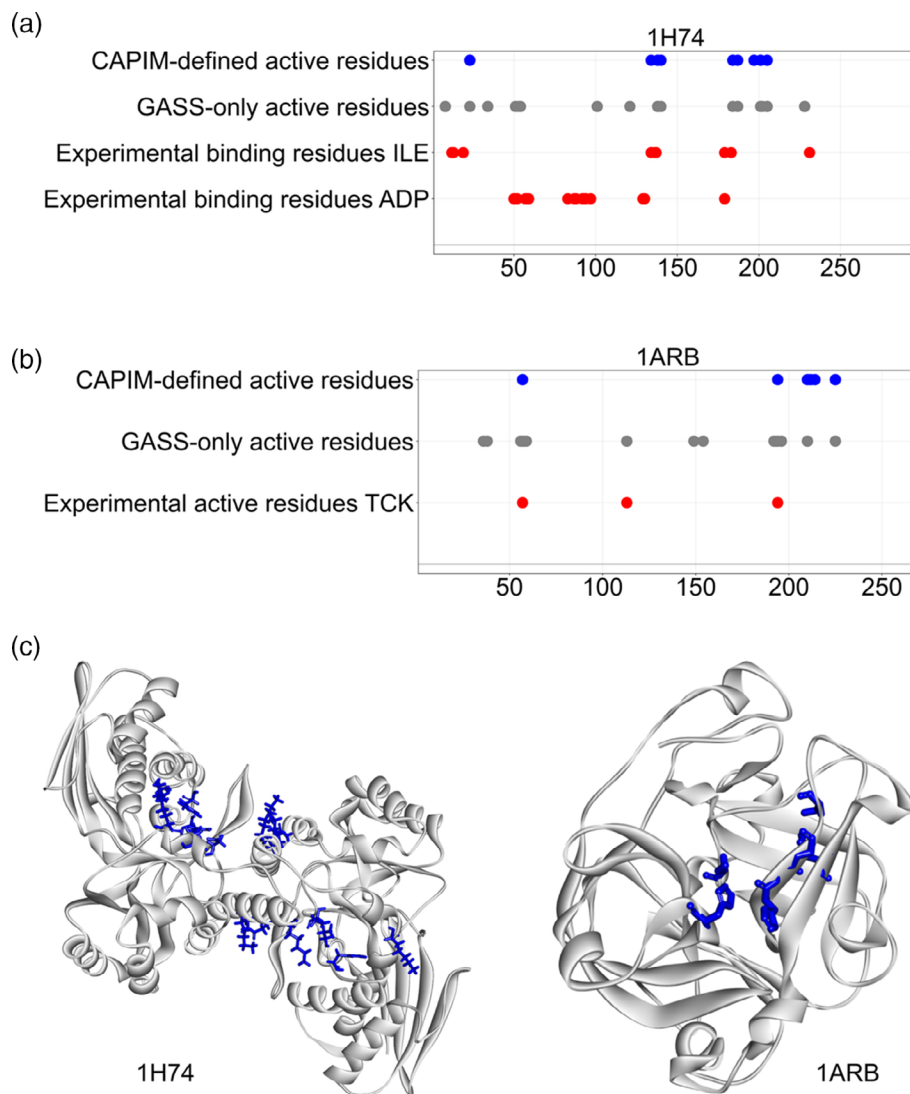 (a)
1H74
CAPIM-defined active residues
GASS-only active residues
Experimental binding residues ILE
Experimental binding residues ADP
50 100 150 200 250
(b)
1ARB
CAPIM-defined active residues
GASS-only active residues
Experimental active residues TCK
50 100 150 200 250
(c)
1H74 1ARB